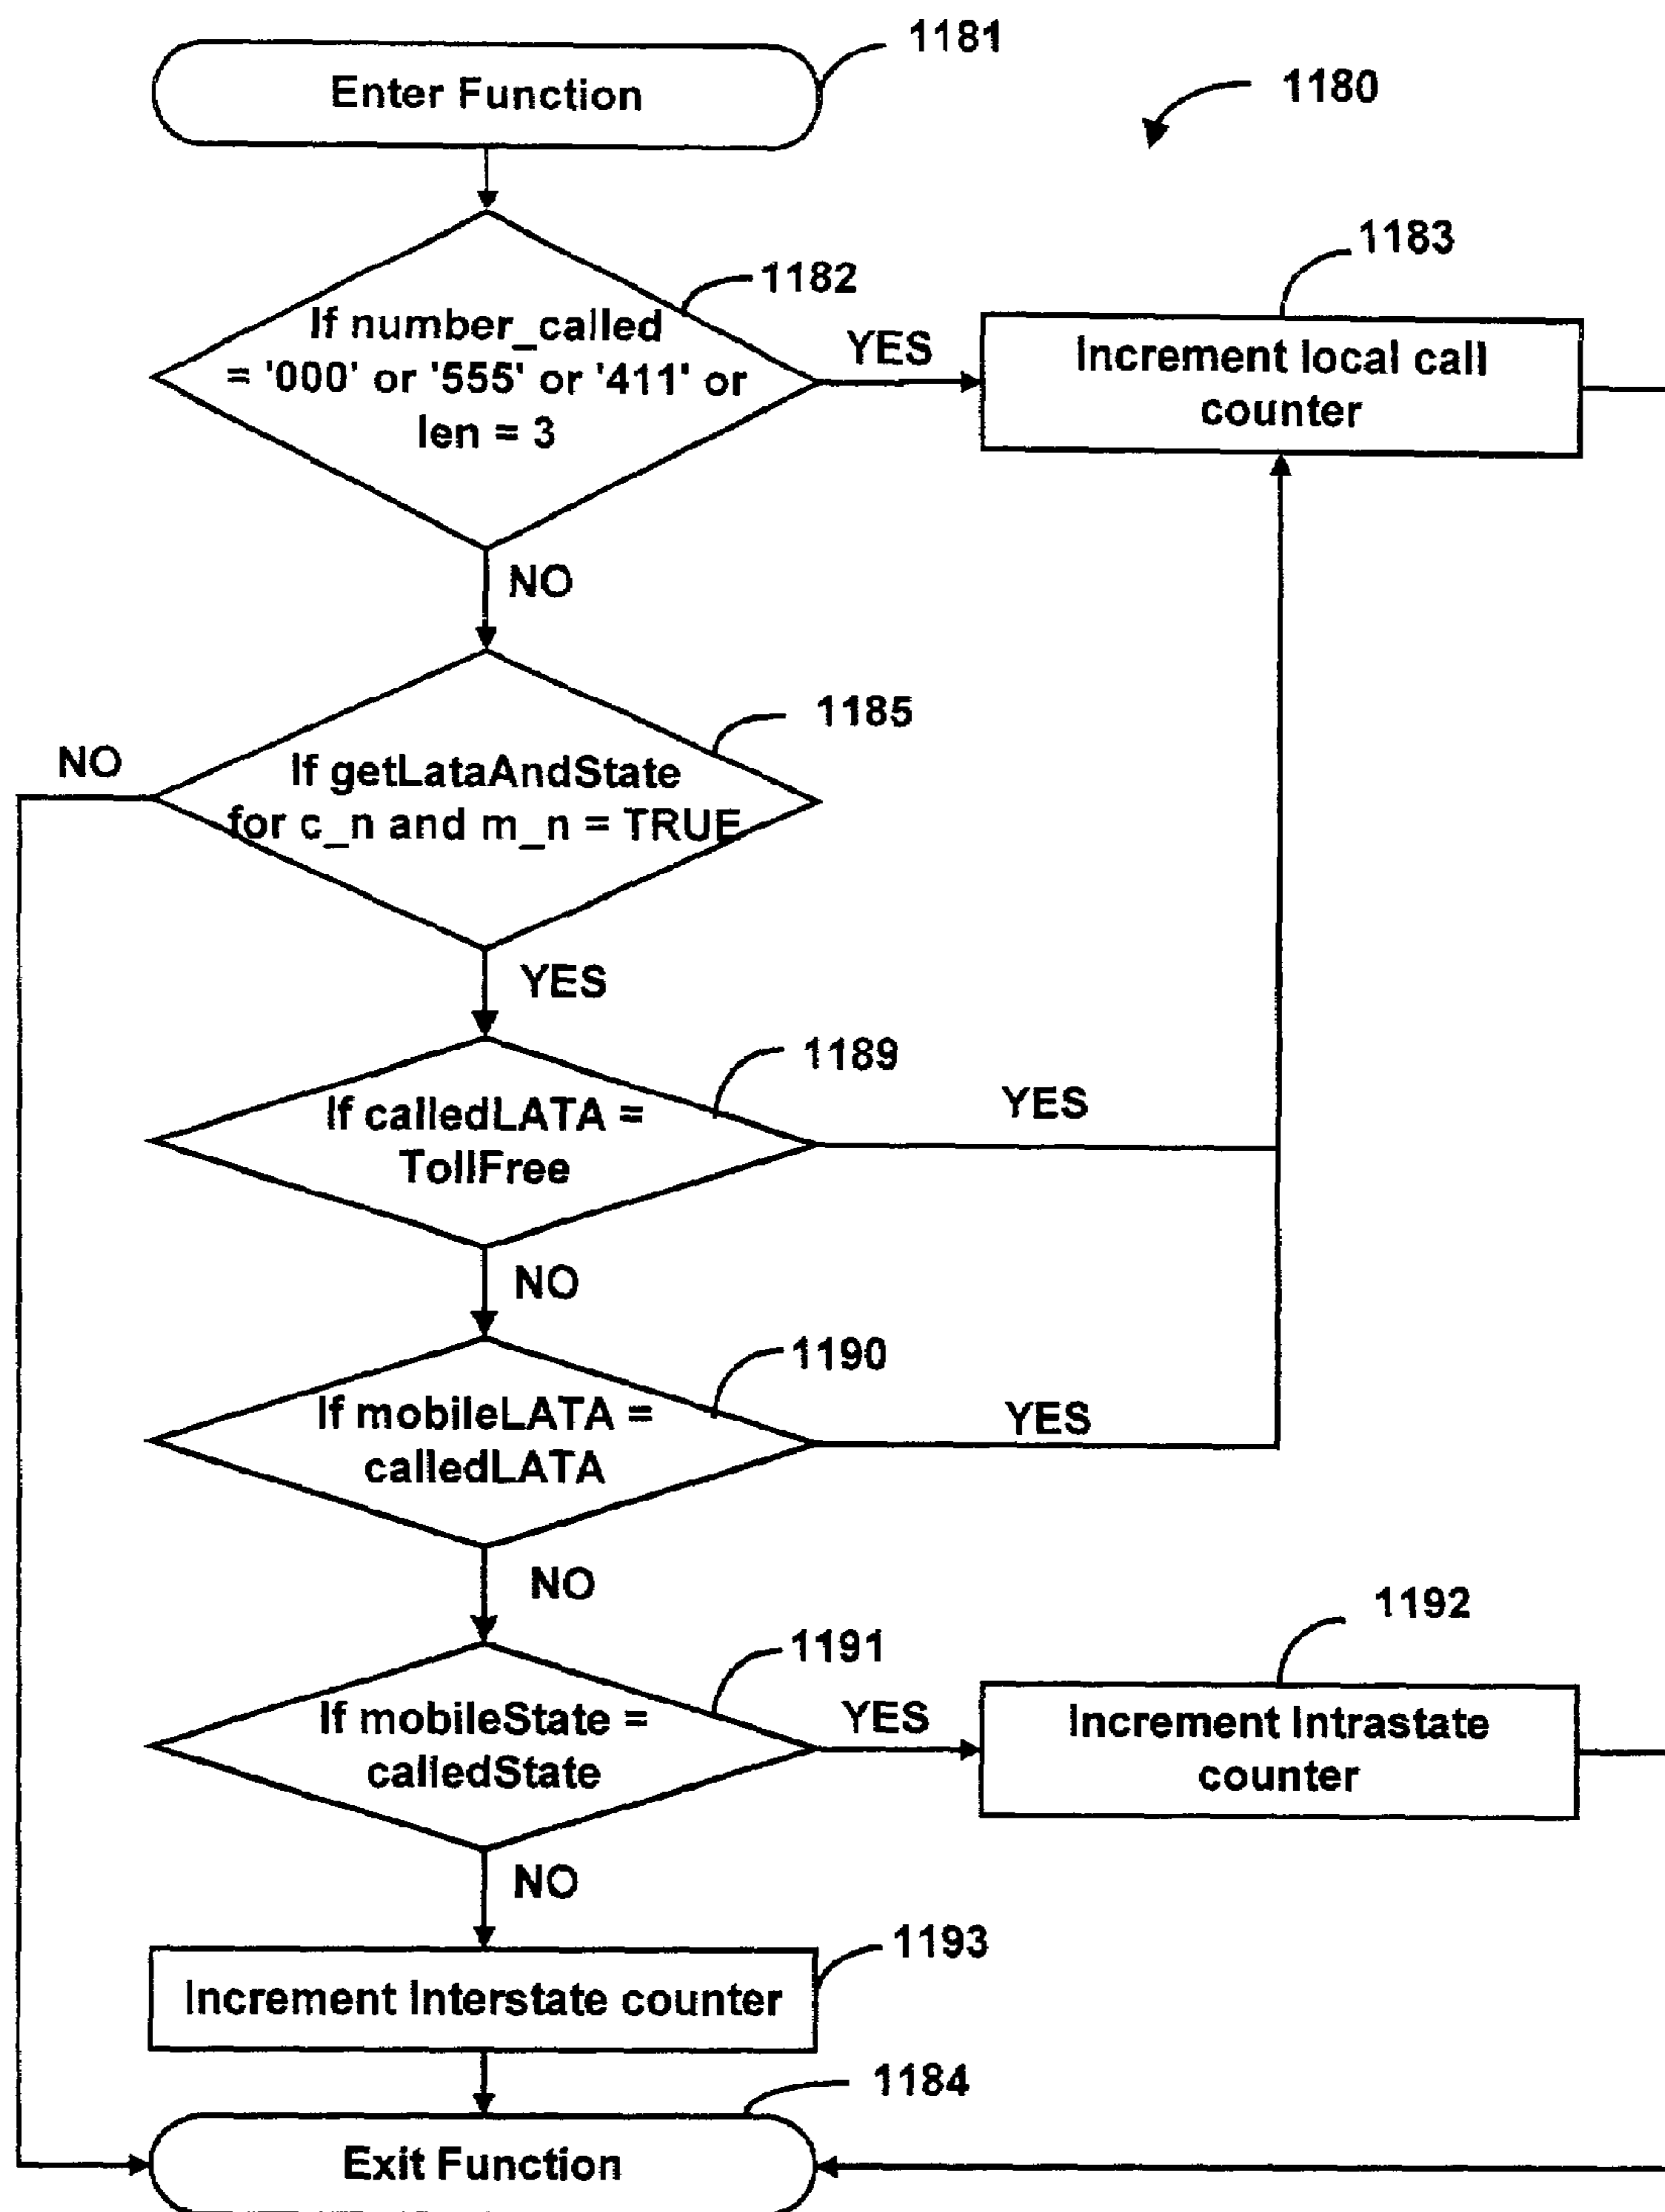 1181
Enter Function
1180
1182
If number_called
= '000' or '555' or '411' or
len = 3
YES
1183
Increment local call
counter
NO
1185
NO
If getLataAndState
for c_n and m_n = TRUE
YES
1189
If calledLATA =
TollFree
YES
NO
1190
If mobileLATA =
calledLATA
YES
NO
1191
If mobileState =
calledState
YES
1192
Increment Intrastate
counter
NO
1193
Increment Interstate counter
1184
Exit Function